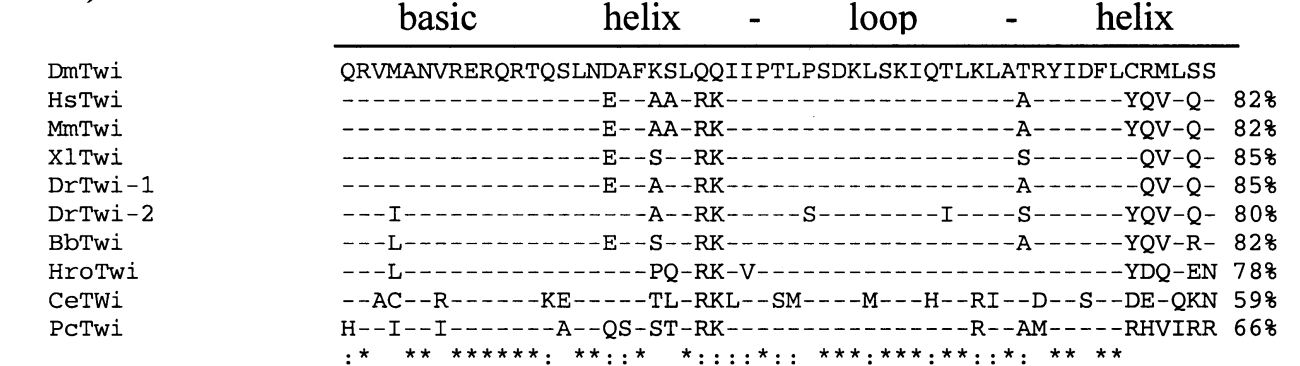 basic helix - loop - helix
DmTwi QRVMANVRERQRTQSLNDAFKSLQQIIPTLPSDKLSKIQTLKLATRYIDFLCRMLSS
HsTwi -----------------E--AA-RK-------------------A------YQV-Q- 82%
MmTwi -----------------E--AA-RK-------------------A------YQV-Q- 82%
XlTwi -----------------E--S--RK-------------------S-------QV-Q- 85%
DrTwi-1 -----------------E--A--RK-------------------A-------QV-Q- 85%
DrTwi-2 ---I----------------A--RK-----S--------I----S------YQV-Q- 80%
BbTwi ---L-------------E--S--RK-------------------A------YQV-R- 82%
HroTwi ---L----------------PQ-RK-V------------------------YDQ-EN 78%
CeTWi --AC--R------KE-----TL-RKL--SM----M---H--RI--D--S--DE-QKN 59%
PcTwi H--I--I-------A--QS-ST-RK----------------R--AM-----RHVIRR 66%
:* ** ******: **::* *::::*:: ***:***:**::*: ** **